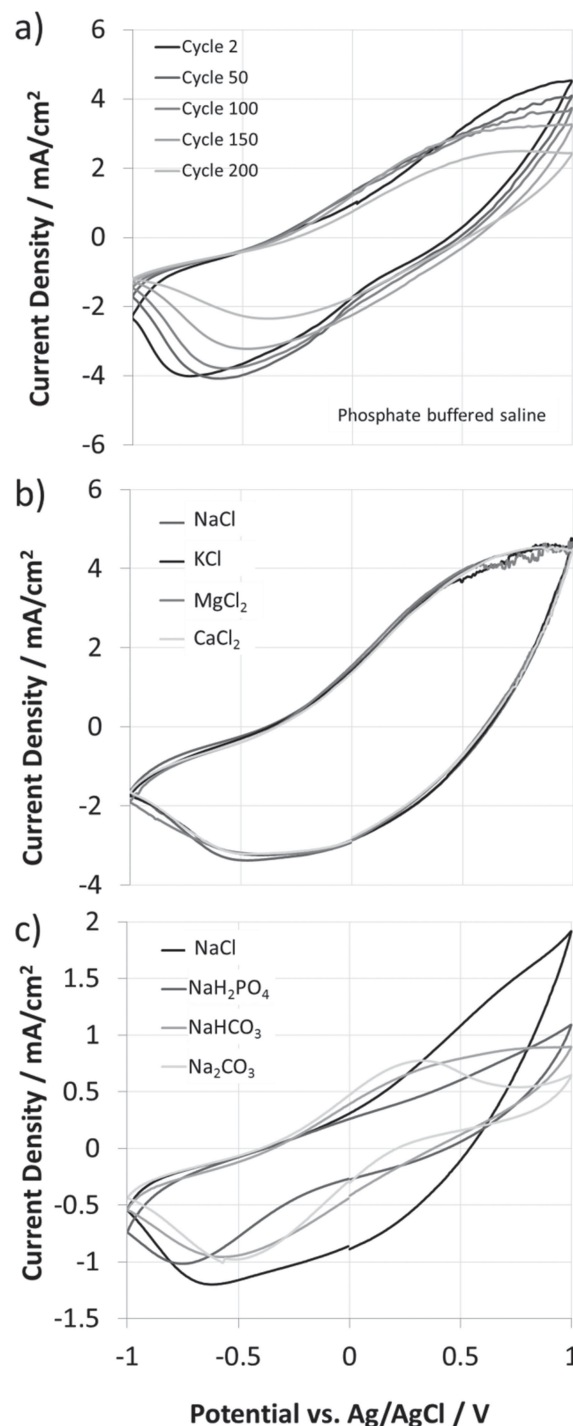 a)
6
4
2
0
-2
-4
-6
Current Density / mA/cm²
Cycle 2
Cycle 50
Cycle 100
Cycle 150
Cycle 200
Phosphate buffered saline
b)
6
4
2
0
-2
-4
Current Density / mA/cm²
NaCl
KCl
MgCl₂
CaCl₂
c)
2
1.5
1
0.5
0
-0.5
-1
-1.5
Current Density / mA/cm²
NaCl
NaH₂PO₄
NaHCO₃
Na₂CO₃
-1 -0.5 0 0.5 1
Potential vs. Ag/AgCl / V